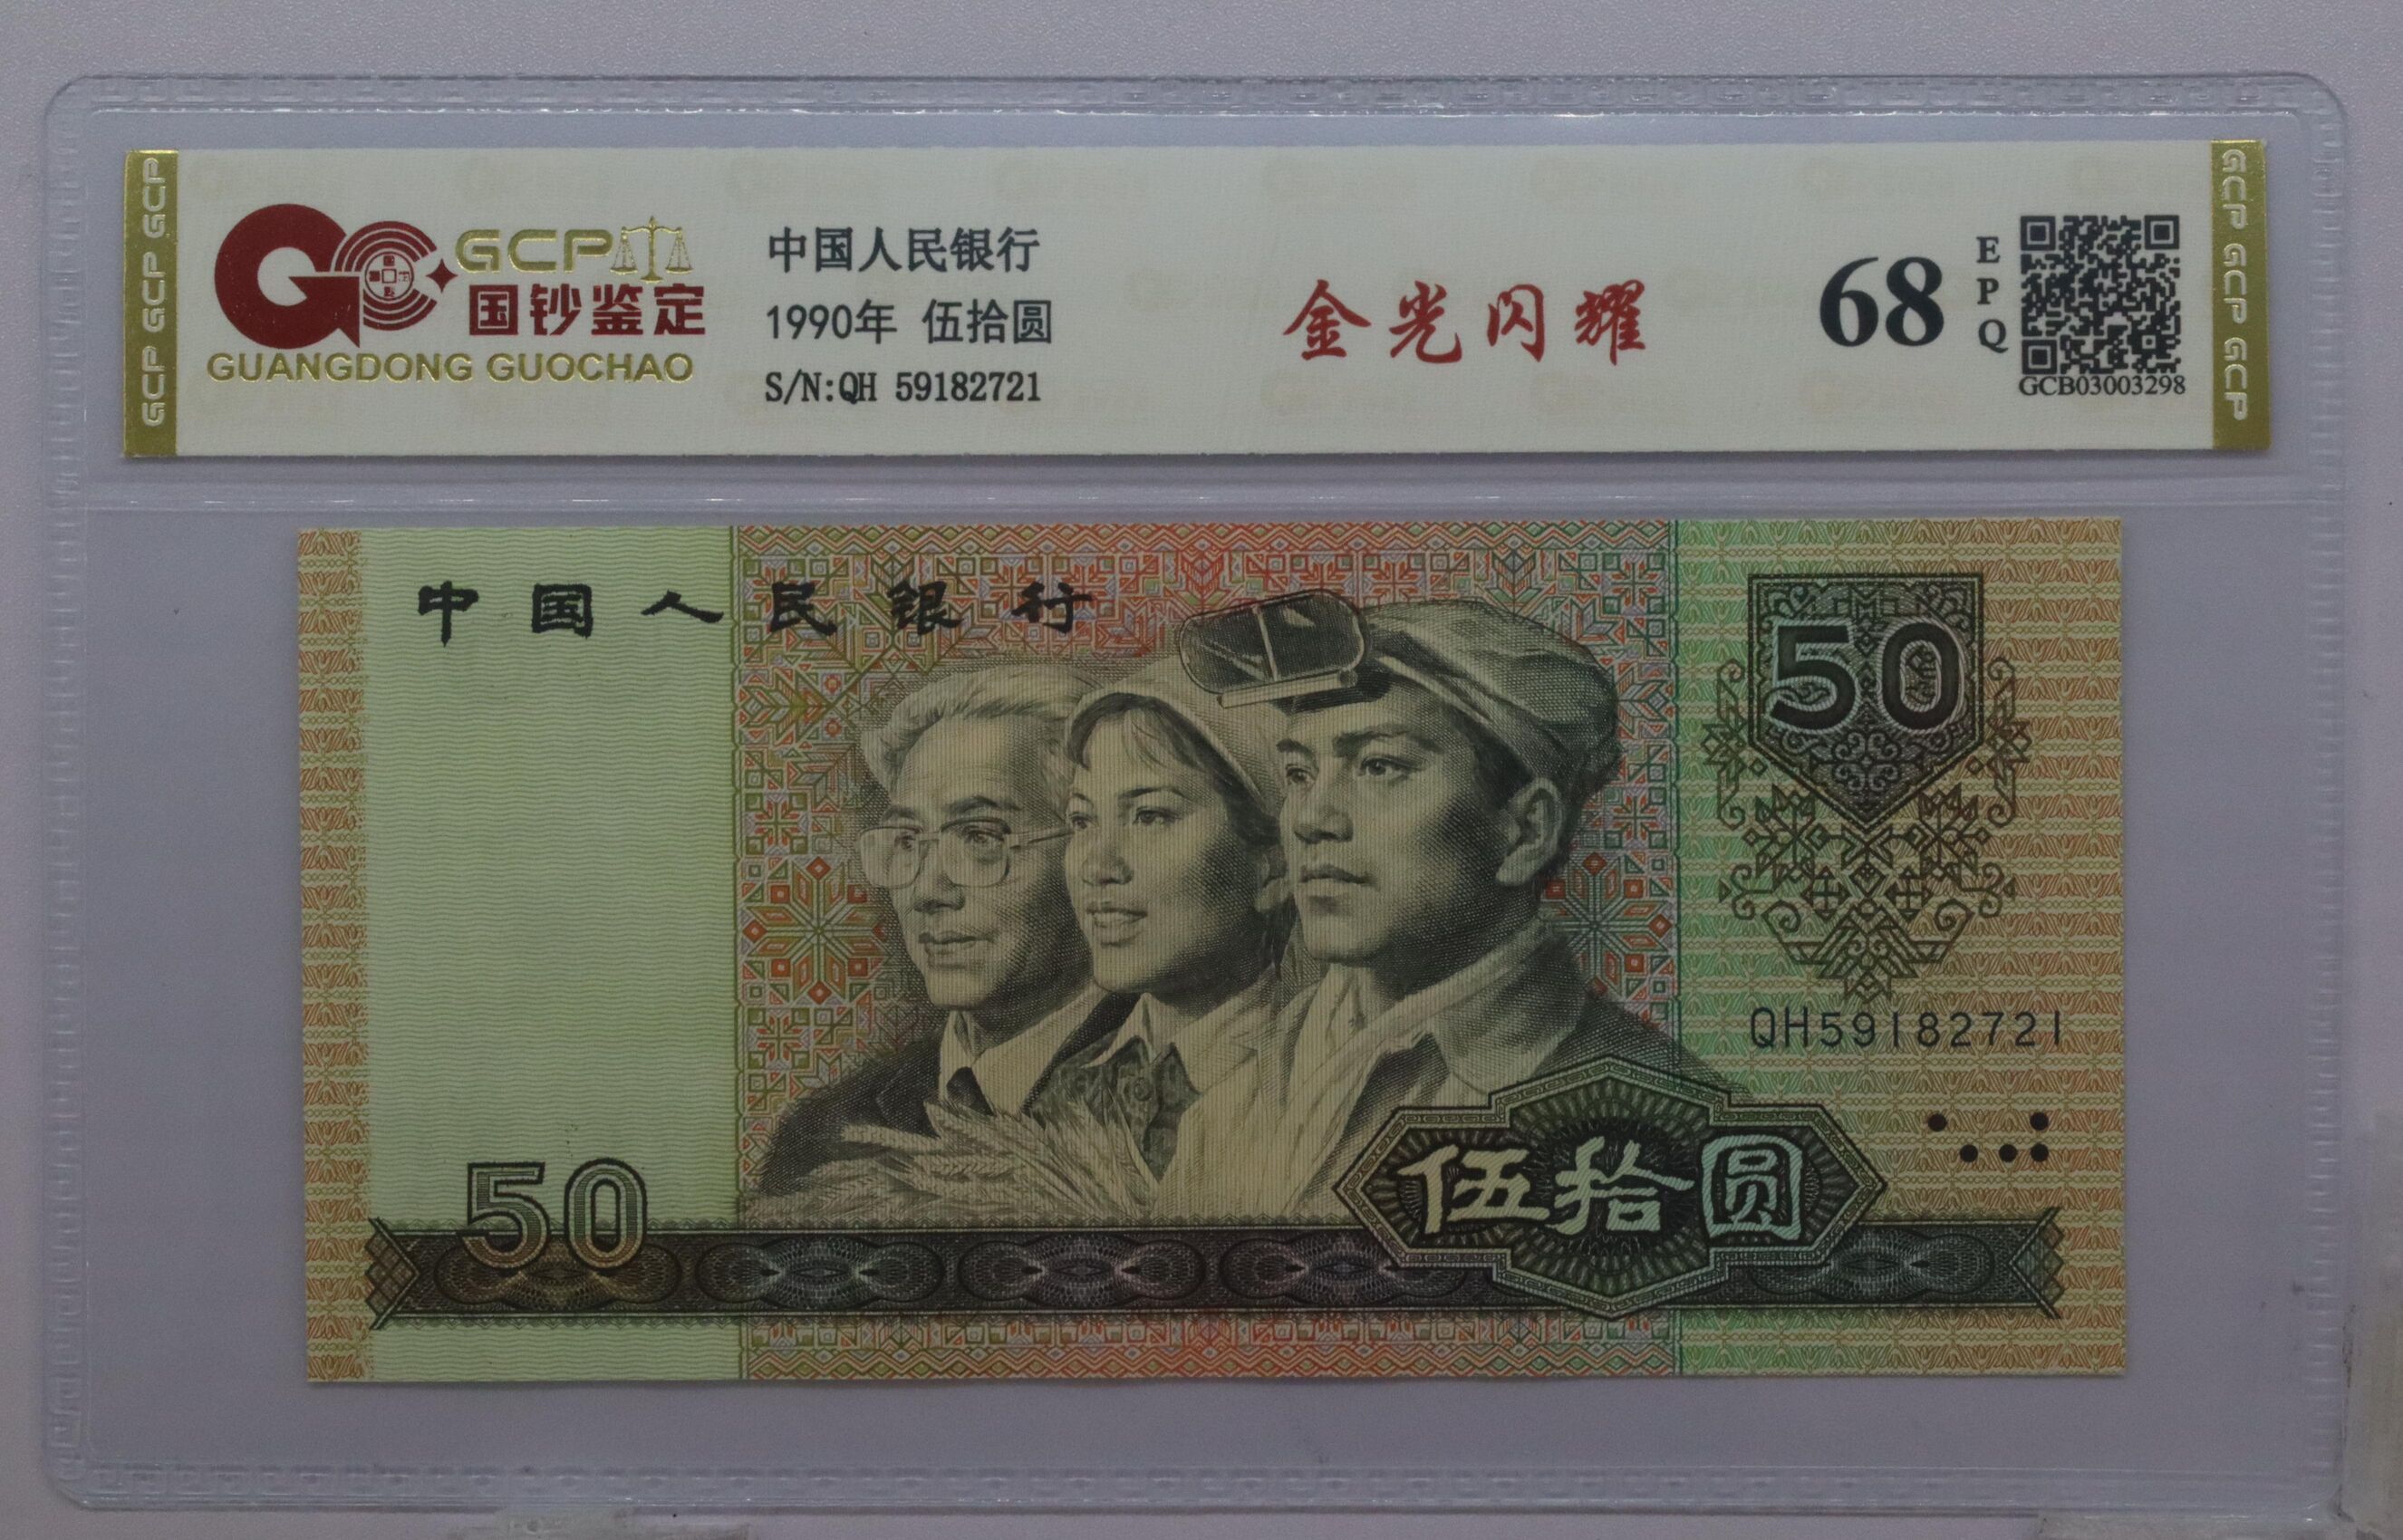 GCP GCP GCP
GCP
国钞鉴定
GUANGDONG GUOCHAO
中国人民银行
1990年 伍拾圆
S/N:QH 59182721
金光闪耀
68
EPQ
GCB03003298
GCP GCP GCP
中国人民银行
50
QH59182721
50
伍拾圆